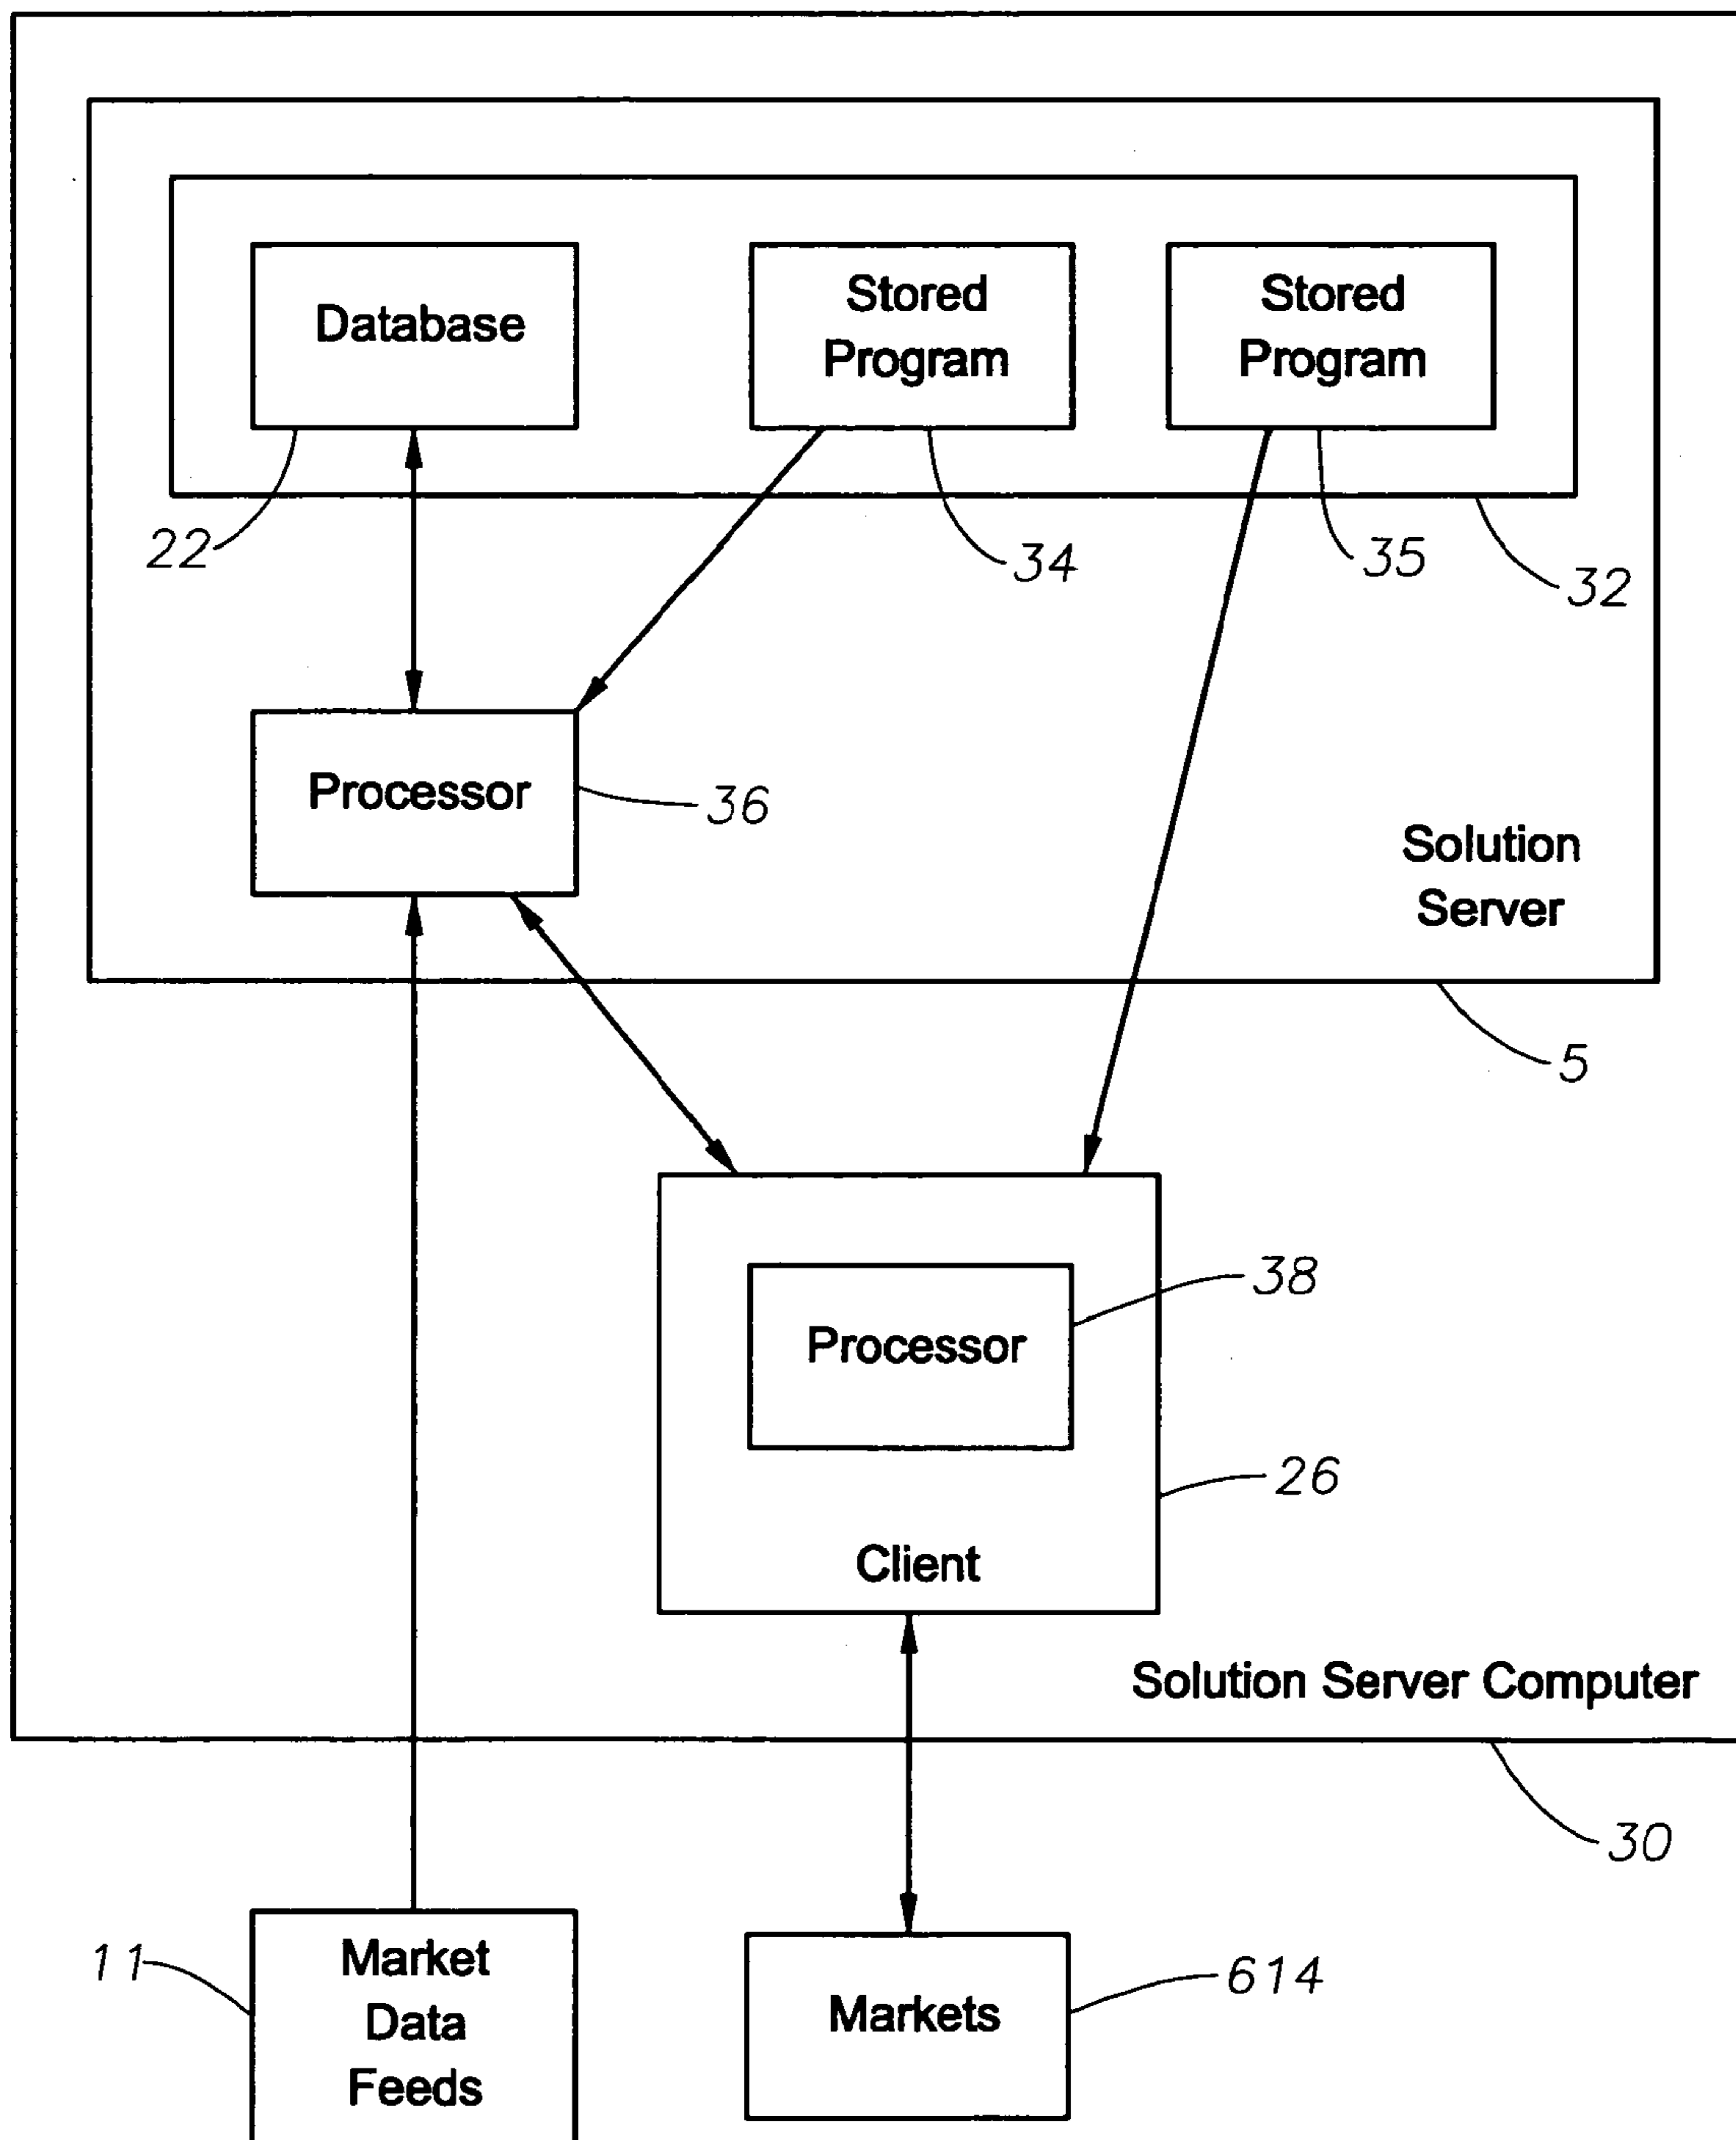 Database
Stored
Program
Stored
Program
22
34
35
32
Processor
36
Solution
Server
5
Processor
38
26
Client
Solution Server Computer
30
11
Market
Data
Feeds
Markets
614